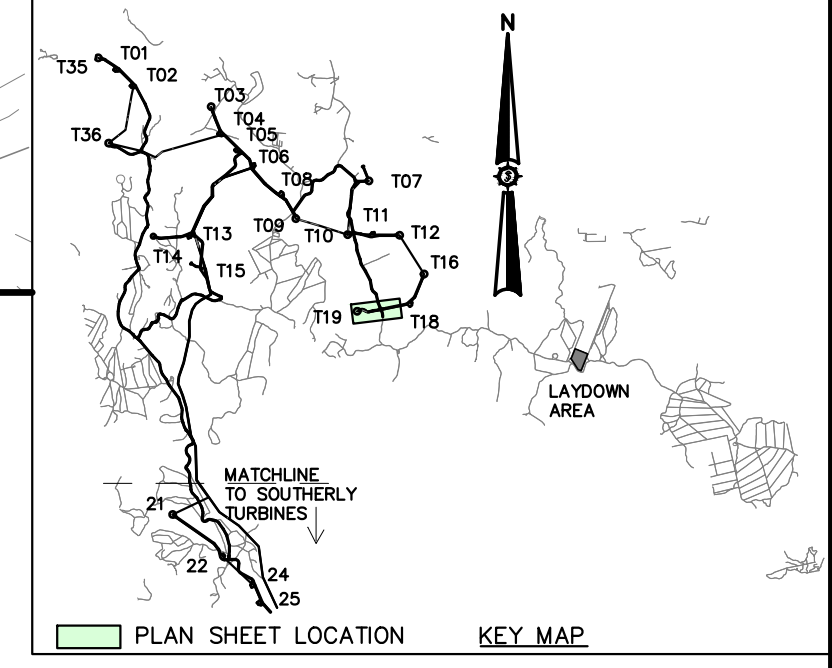 N
T01
T35
T02
T03
T04
T36
T05
T06
T08
T07
T09
T11
T13
T10
T12
T14
T15
T16
T19
T18
LAYDOWN
AREA
MATCHLINE
TO SOUTHERLY
TURBINES
21
22
24
25
PLAN SHEET LOCATION
KEY MAP